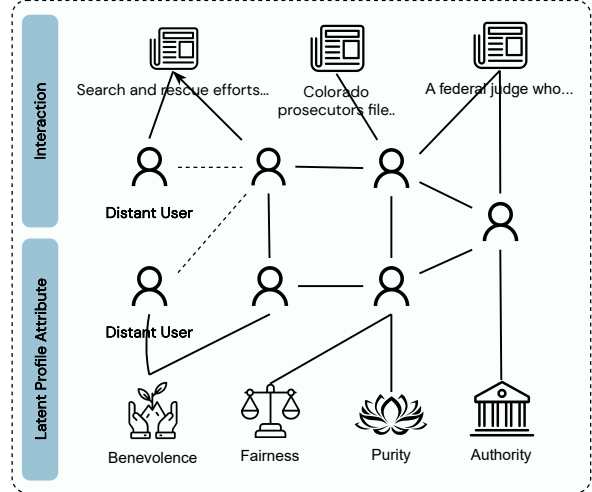 Interaction
Search and rescue efforts...
Colorado
prosecutors file..
A federal judge who...
Distant User
Latent Profile Attribute
Distant User
Benevolence
Fairness
Purity
Authority